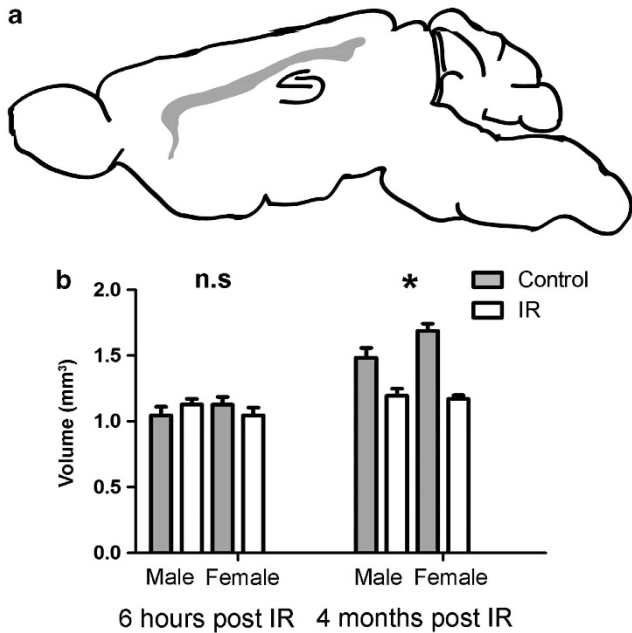 a
b
n.s
*
Control
IR
Volume (mm³)
2.0
1.5
1.0
0.5
0.0
Male Female
Male Female
6 hours post IR
4 months post IR